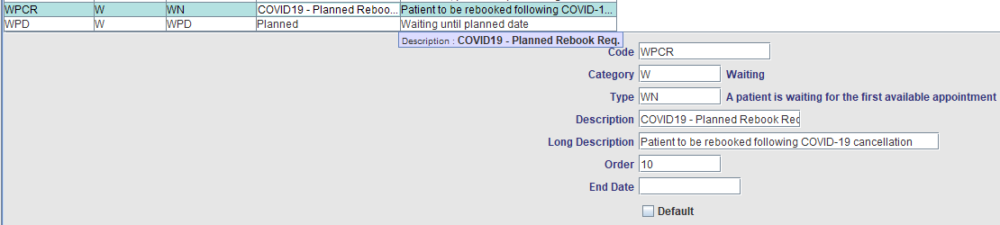 WPCR W WN COVID19 - Planned Reboo... Patient to be rebooked following COVID-1...
WPD W WPD Planned Waiting until planned date
Description : COVID19 - Planned Rebook Req.
Code WPCR
Category W Waiting
Type WN A patient is waiting for the first available appointment
Description COVID19 - Planned Rebook Req
Long Description Patient to be rebooked following COVID-19 cancellation
Order 10
End Date
Default